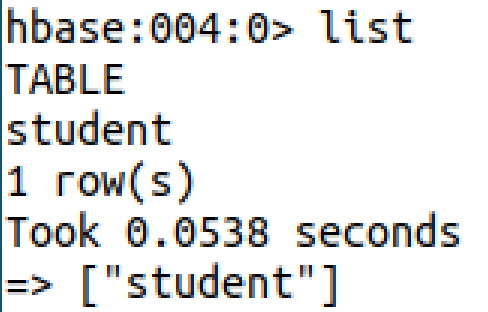 hbase:004:0> list
TABLE
student
1 row(s)
Took 0.0538 seconds
=> ["student"]